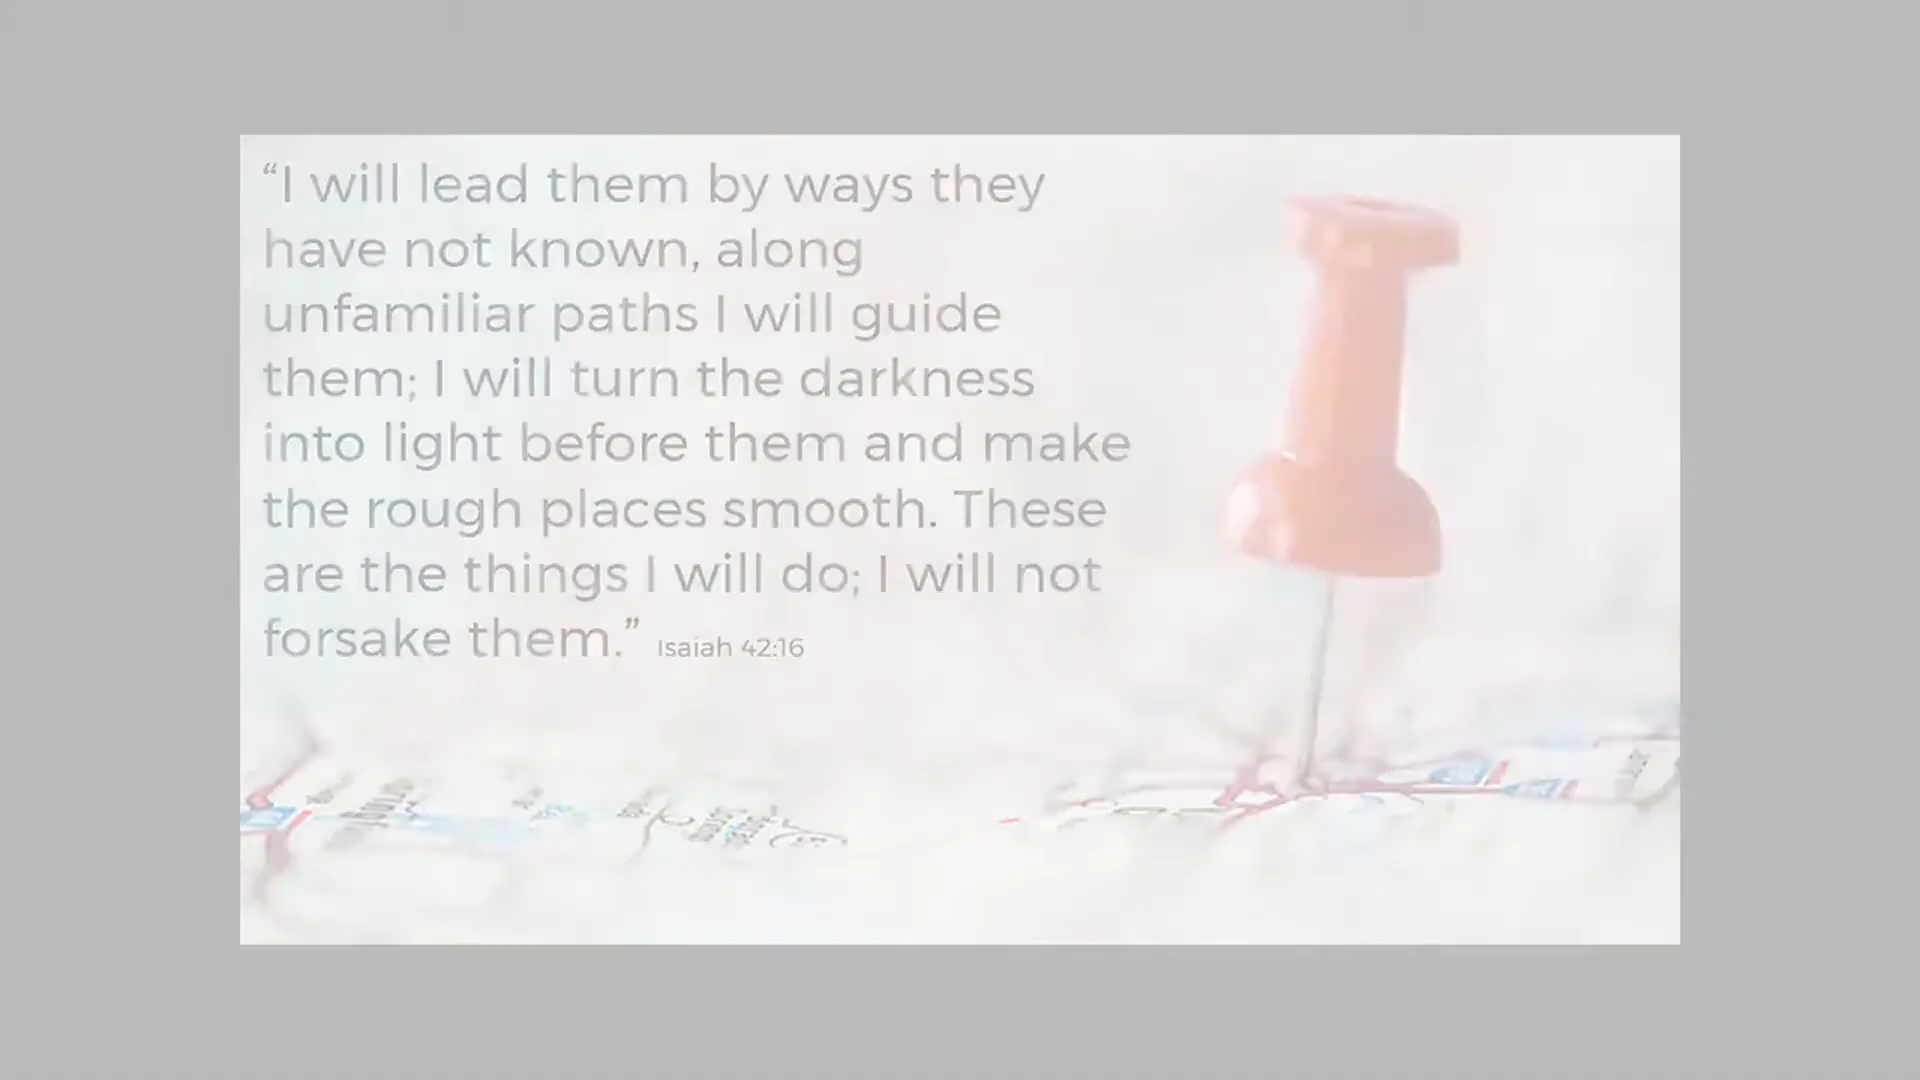 “I will lead them by ways they
have not known, along
unfamiliar paths I will guide
them; I will turn the darkness
into light before them and make
the rough places smooth. These
are the things I will do; I will not
forsake them.” Isaiah 42:16